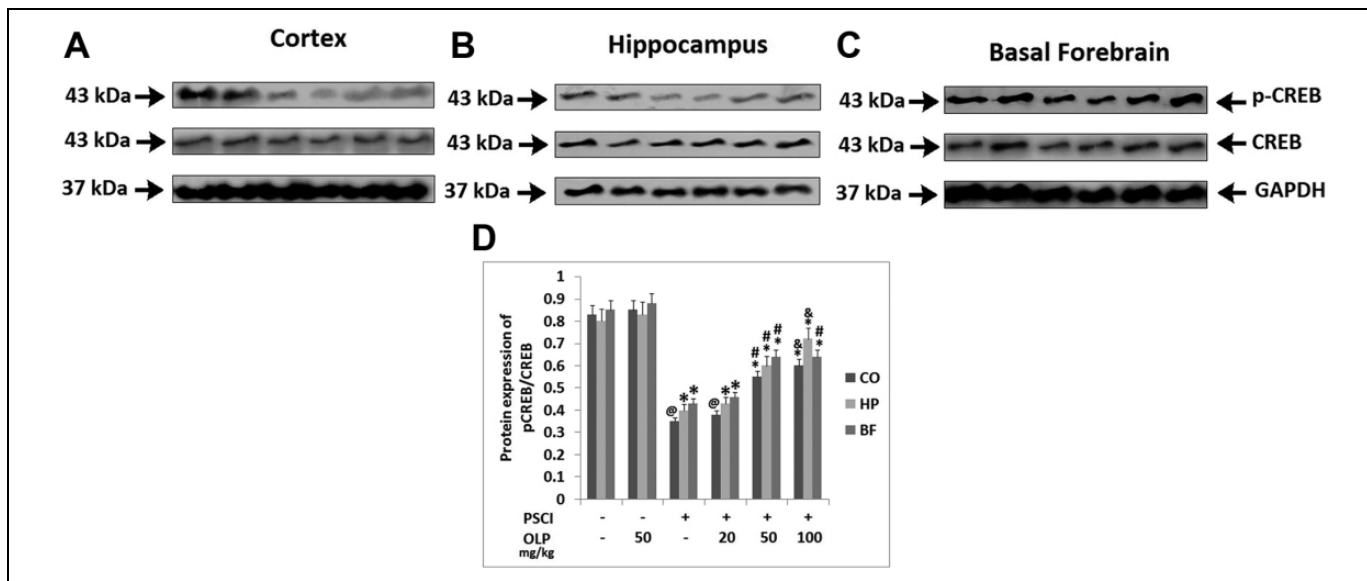 A
Cortex
43 kDa
43 kDa
37 kDa
B
Hippocampus
43 kDa
43 kDa
37 kDa
C
Basal Forebrain
43 kDa
p-CREB
43 kDa
CREB
37 kDa
GAPDH
D
Protein expression of
pCREB/CREB
1
0.9
0.8
0.7
0.6
0.5
0.4
0.3
0.2
0.1
0
@ * *
@ * *
# # #
* * *
& & #
* * *
CO
HP
BF
PSCI - - + + + +
OLP - 50 - 20 50 100
mg/kg